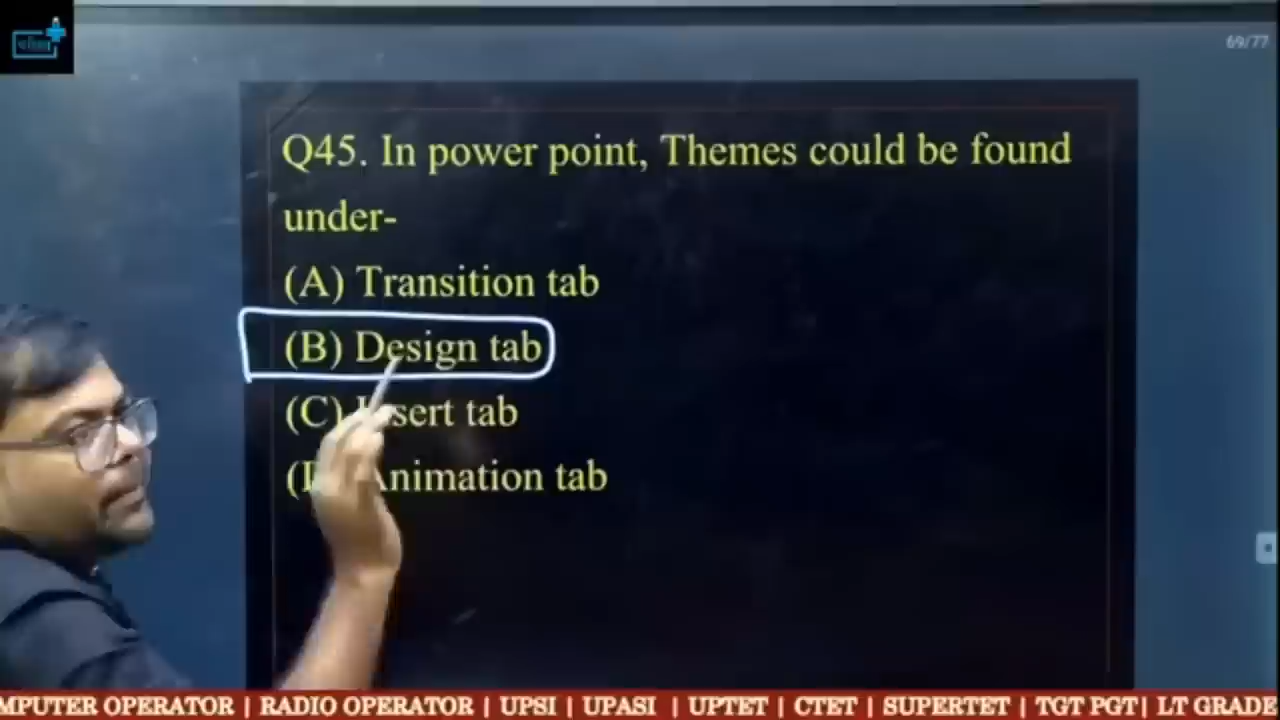 69/77
Q45. In power point, Themes could be found
under-
(A) Transition tab
(B) Design tab
(C) Insert tab
Animation tab
MPUTER OPERATOR | RADIO OPERATOR | UPSI | UPASI | UPTET | CTET | SUPERTET | TGT PGT | LT GRADE